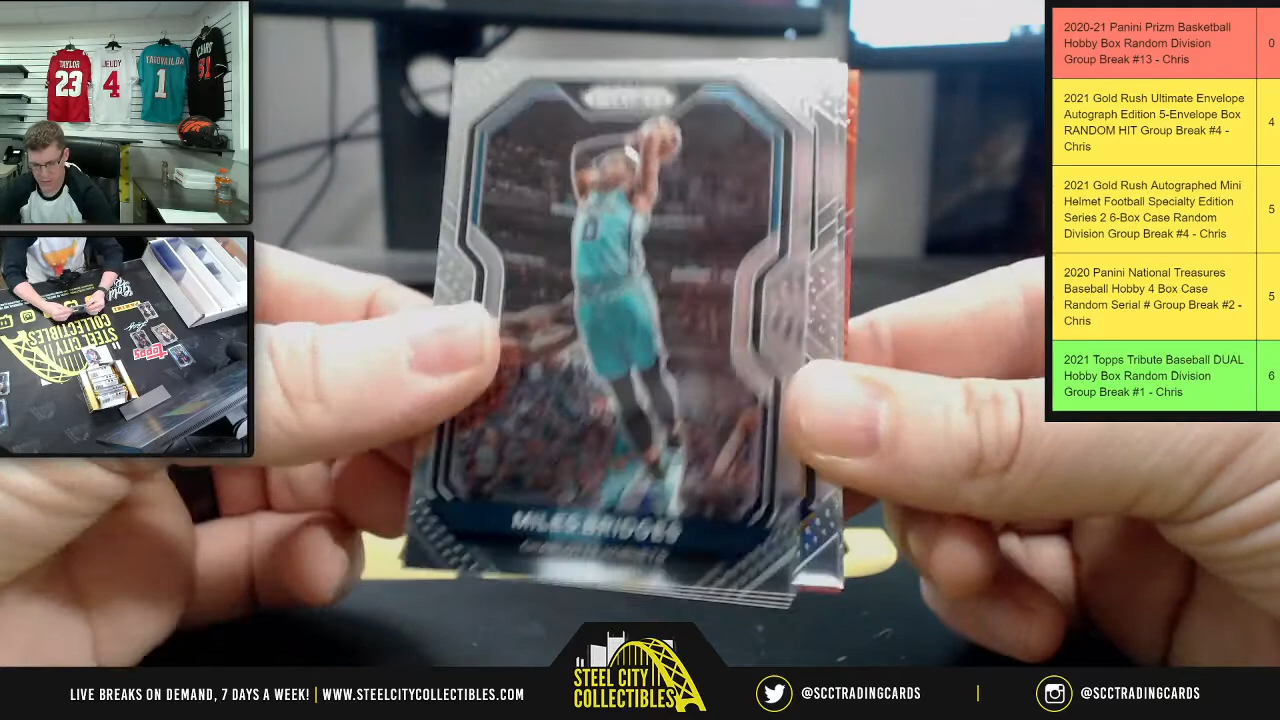 TAYLOR
23
JEUDY
4
TAGOVAILOA
1
2020-21 Panini Prizm Basketball
Hobby Box Random Division
Group Break #13 - Chris
0
2021 Gold Rush Ultimate Envelope
Autograph Edition 5-Envelope Box
RANDOM HIT Group Break #4 -
Chris
4
2021 Gold Rush Autographed Mini
Helmet Football Specialty Edition
Series 2 6-Box Case Random
Division Group Break #4 - Chris
5
2020 Panini National Treasures
Baseball Hobby 4 Box Case
Random Serial # Group Break #2 -
Chris
5
2021 Topps Tribute Baseball DUAL
Hobby Box Random Division
Group Break #1 - Chris
6
STEEL CITY
COLLECTIBLES
Topps
0
MILES BRIDGES
CHARLOTTE HORNETS
LIVE BREAKS ON DEMAND, 7 DAYS A WEEK! | WWW.STEELCITYCOLLECTIBLES.COM
STEEL CITY
COLLECTIBLES
@SCCTRADINGCARDS
@SCCTRADINGCARDS